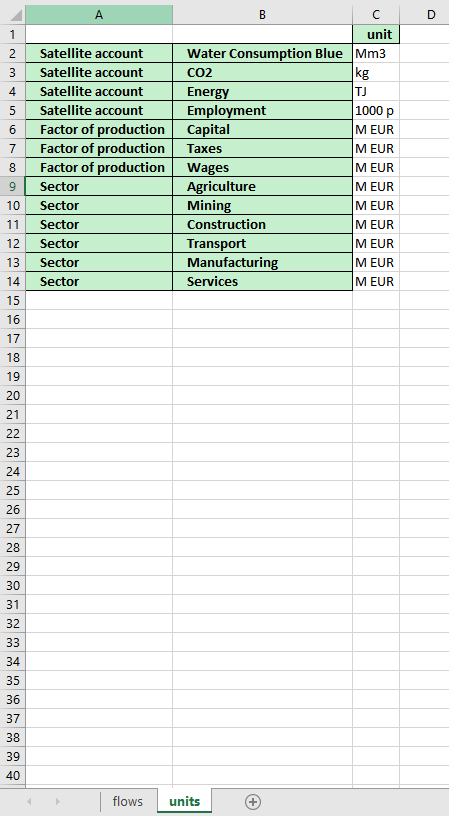 A B C D
1 unit
2 Satellite account Water Consumption Blue Mm3
3 Satellite account CO2 kg
4 Satellite account Energy TJ
5 Satellite account Employment 1000 p
6 Factor of production Capital M EUR
7 Factor of production Taxes M EUR
8 Factor of production Wages M EUR
9 Sector Agriculture M EUR
10 Sector Mining M EUR
11 Sector Construction M EUR
12 Sector Transport M EUR
13 Sector Manufacturing M EUR
14 Sector Services M EUR
15
16
17
18
19
20
21
22
23
24
25
26
27
28
29
30
31
32
33
34
35
36
37
38
39
40
flows units